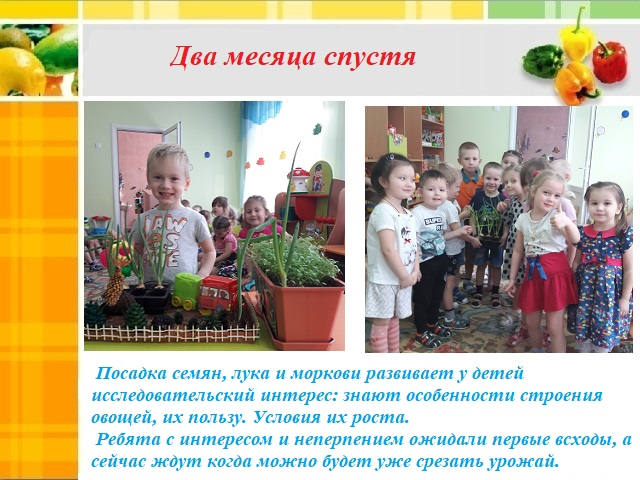 Два месяца спустя
Посадка семян, лука и моркови развивает у детей
исследовательский интерес: знают особенности строения
овощей, их пользу. Условия их роста.
Ребята с интересом и неперпением ожидали первые всходы, а
сейчас ждут когда можно будет уже срезать урожай.